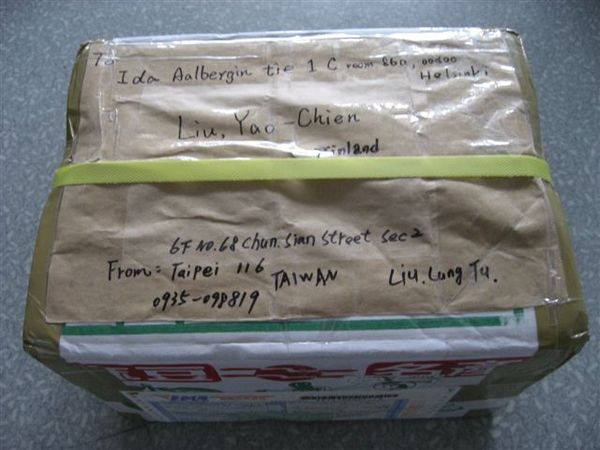 To
Ida Aalbergin tie 1 C room 86a, 00400
Helsinki
Liu, Yao-Chien
Finland
6F NO.68 Chun.Sian Street Sec 2
From: Taipei 116
TAIWAN
Liu. Lung Tu.
0935-098819